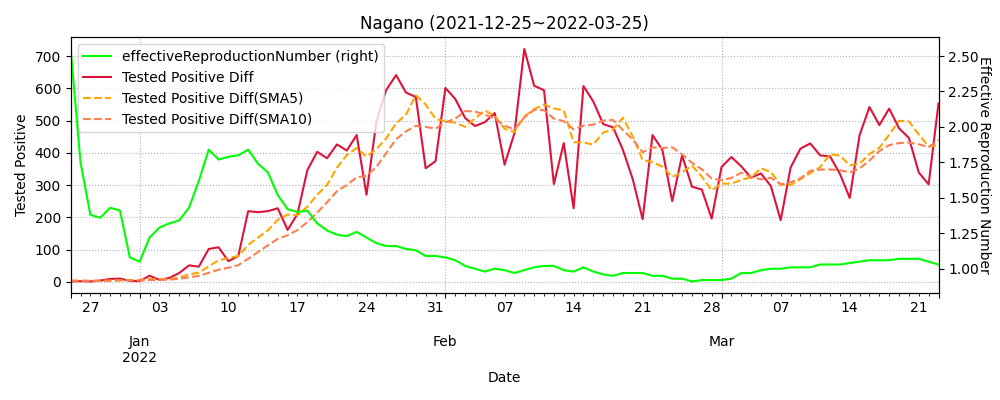 Nagano (2021-12-25~2022-03-25)
effectiveReproductionNumber (right)
Tested Positive Diff
Tested Positive Diff(SMA5)
Tested Positive Diff(SMA10)
Tested Positive
700
600
500
400
300
200
100
0
2.50
2.25
2.00
1.75
1.50
1.25
1.00
Effective Reproduction Number
27 03 10 17 24 31 07 14 21 28 07 14 21
Jan Feb Mar
2022
Date